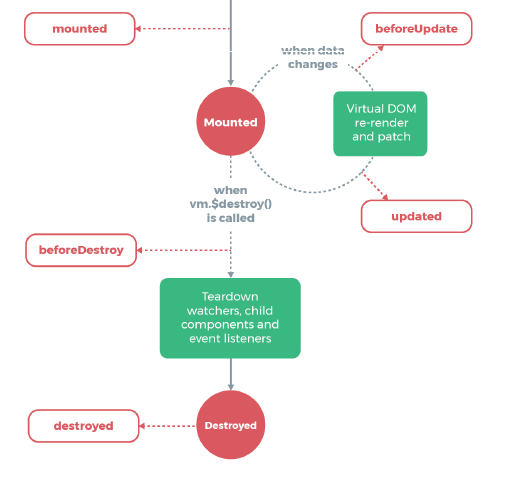 mounted
beforeUpdate
when data
changes
Mounted
Virtual DOM
re-render
and patch
when
vm.$destroy()
is called
updated
beforeDestroy
Teardown
watchers, child
components and
event listeners
destroyed
Destroyed